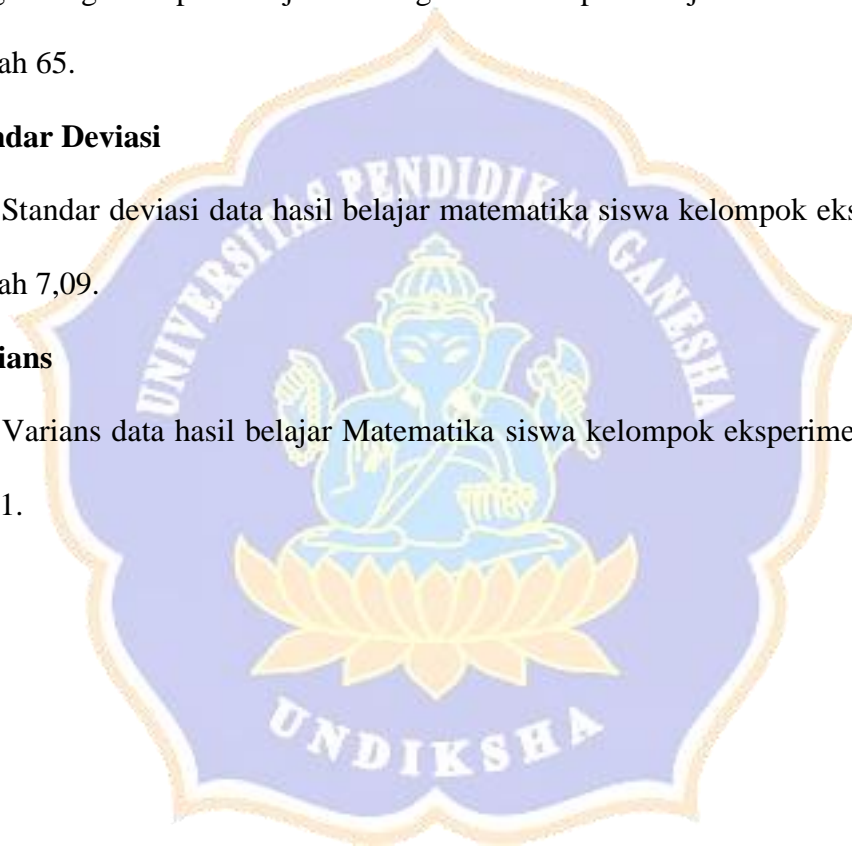 ah 65.
ndar Deviasi
Standar deviasi data hasil belajar matematika siswa kelompok eks
ah 7,09.
ians
Varians data hasil belajar Matematika siswa kelompok eksperime
1.
UNIVERSITAS PENDIDIKAN GANESHA
UNDIKSHA